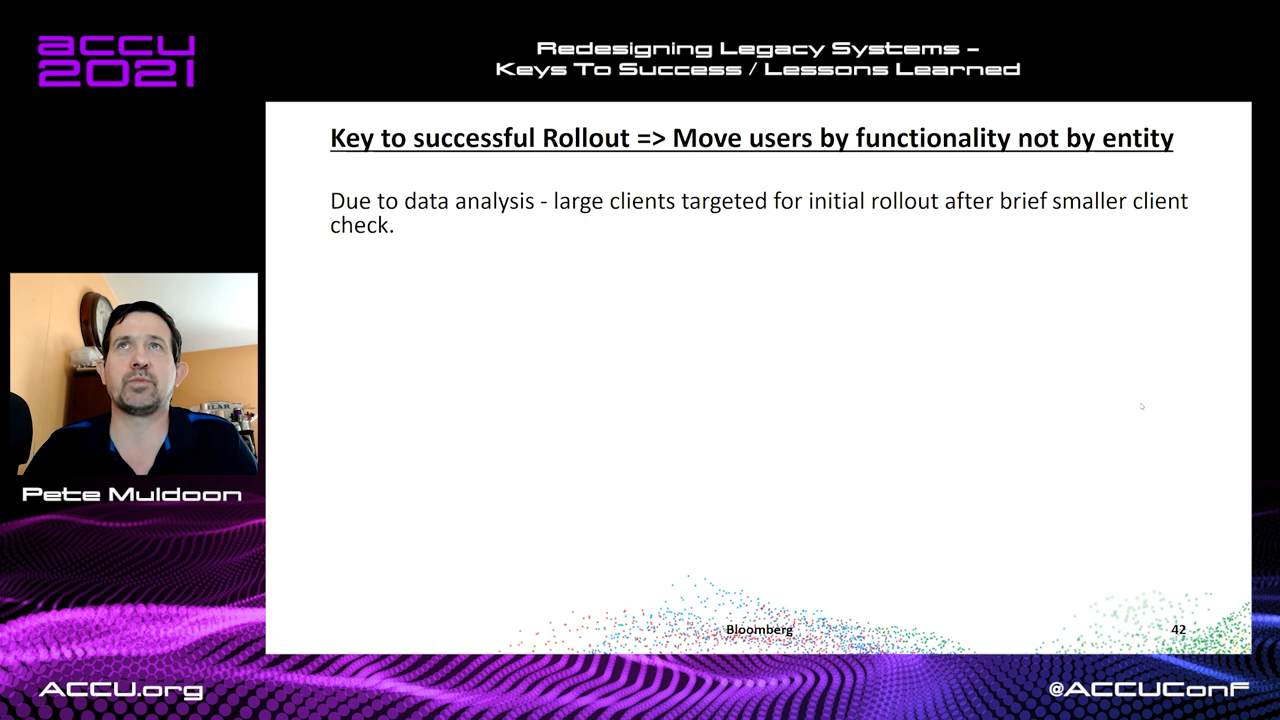 accu
2021
Redesigning Legacy Systems –
Keys To Success / Lessons Learned
Key to successful Rollout => Move users by functionality not by entity
Due to data analysis - large clients targeted for initial rollout after brief smaller client
check.
Pete Muldoon
Bloomberg
42
ACCU.org
@ACCUConf